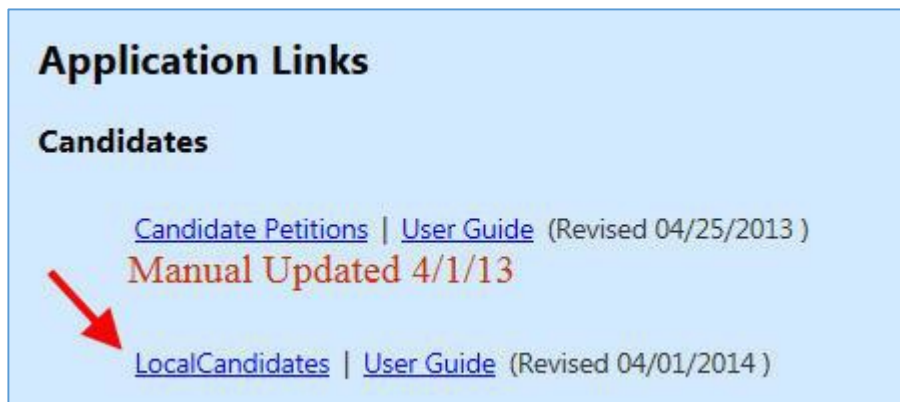 Application Links
Candidates
Candidate Petitions | User Guide (Revised 04/25/2013 )
Manual Updated 4/1/13
LocalCandidates | User Guide (Revised 04/01/2014 )